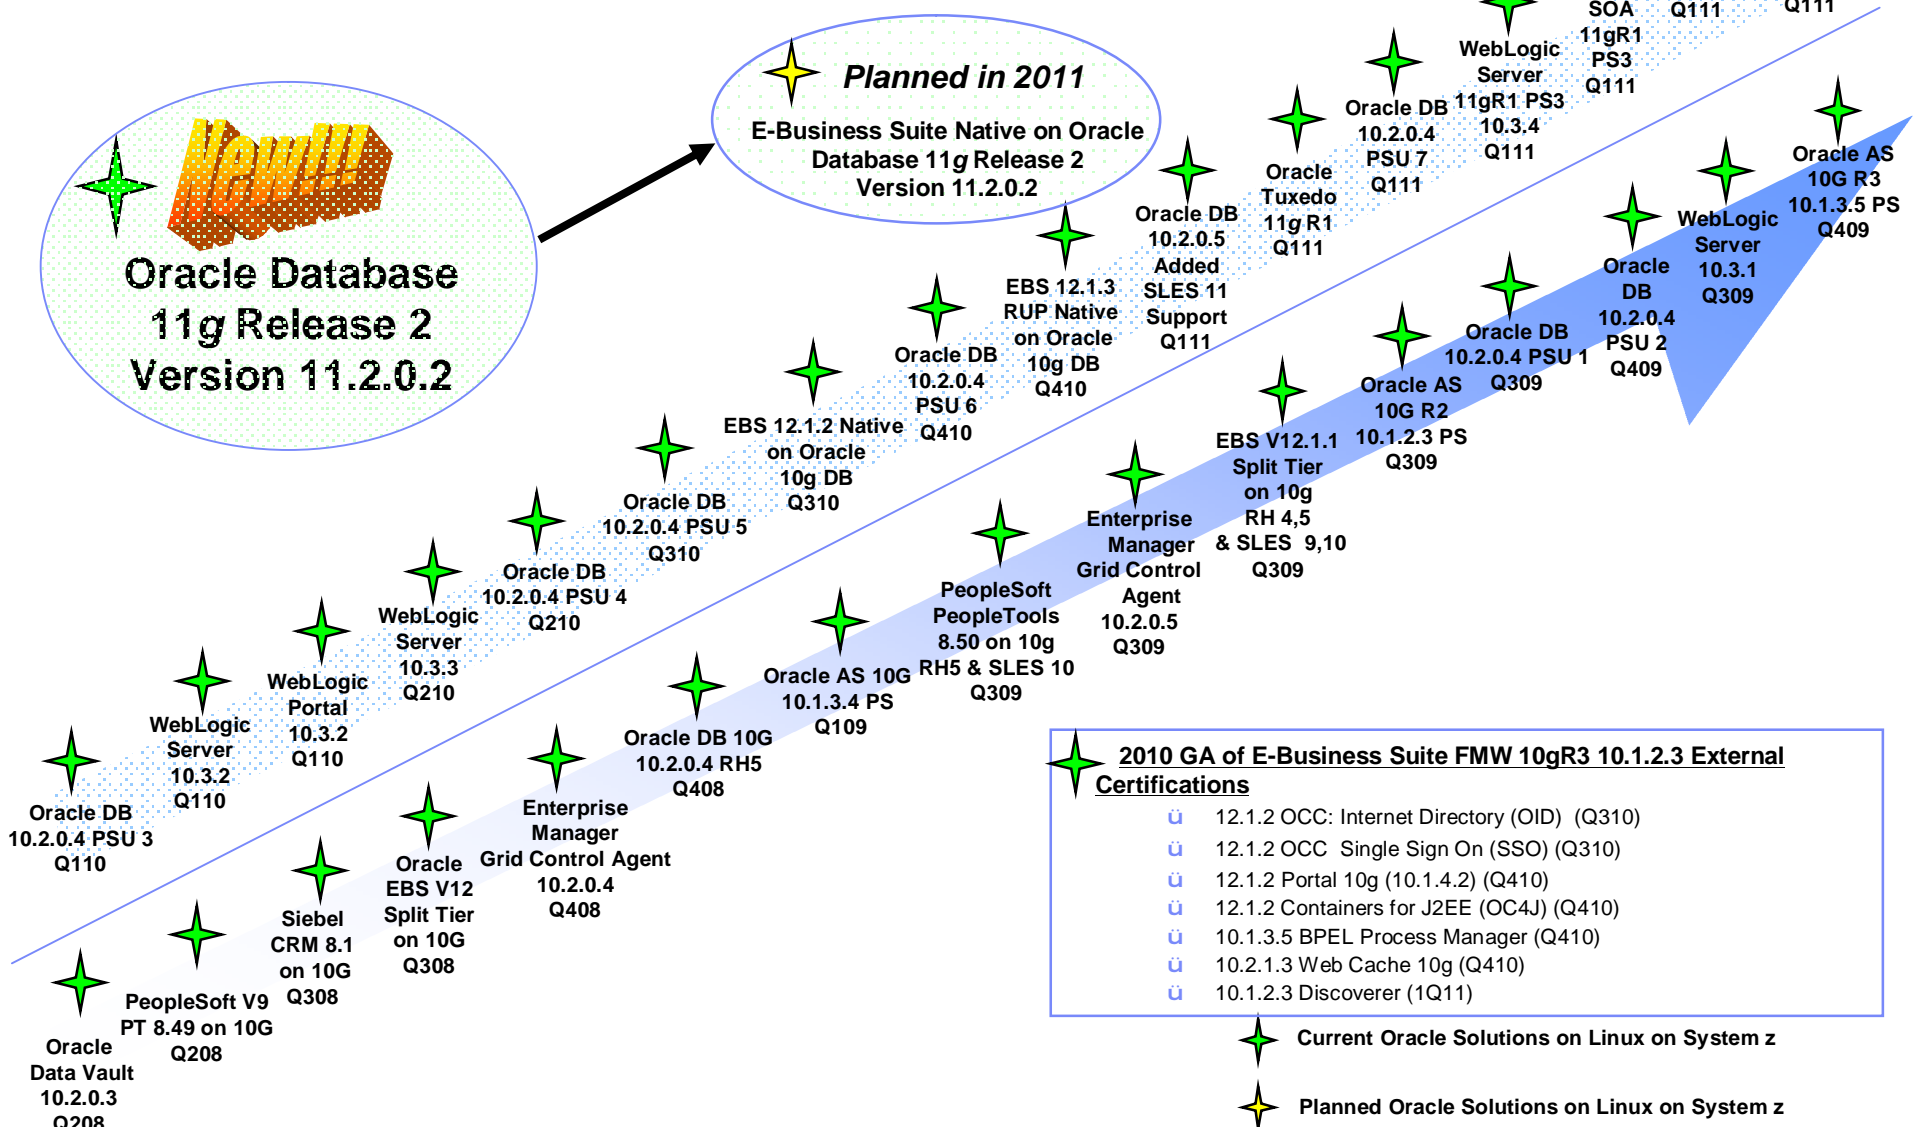 New!!
Oracle Database
11g Release 2
Version 11.2.0.2
Planned in 2011
E-Business Suite Native on Oracle
Database 11g Release 2
Version 11.2.0.2
Oracle DB
10.2.0.4 PSU 3
Q110
WebLogic
Server
10.3.2
Q110
WebLogic
Portal
10.3.2
Q110
WebLogic
Server
10.3.3
Q210
Oracle DB
10.2.0.4 PSU 4
Q210
Oracle DB
10.2.0.4 PSU 5
Q310
EBS 12.1.2 Native
on Oracle
10g DB
Q310
Oracle DB
10.2.0.4
PSU 6
Q410
EBS 12.1.3
RUP Native
on Oracle
10g DB
Q410
Oracle DB
10.2.0.5
Added
SLES 11
Support
Q111
Oracle
Tuxedo
11g R1
Q111
Oracle DB
10.2.0.4
PSU 7
Q111
WebLogic
Server
11gR1 PS3
10.3.4
Q111
SOA
11gR1
PS3
Q111
Q111
Q111
Oracle
Data Vault
10.2.0.3
Q208
PeopleSoft V9
PT 8.49 on 10G
Q208
Siebel
CRM 8.1
on 10G
Q308
Oracle
EBS V12
Split Tier
on 10G
Q308
Enterprise
Manager
Grid Control Agent
10.2.0.4
Q408
Oracle DB 10G
10.2.0.4 RH5
Q408
Oracle AS 10G
10.1.3.4 PS
Q109
PeopleSoft
PeopleTools
8.50 on 10g
RH5 & SLES 10
Q309
Enterprise
Manager
Grid Control
Agent
10.2.0.5
Q309
EBS V12.1.1
Split Tier
on 10g
RH 4,5
& SLES 9,10
Q309
Oracle AS
10G R2
10.1.2.3 PS
Q309
Oracle DB
10.2.0.4 PSU 1
Q309
Oracle
DB
10.2.0.4
PSU 2
Q409
WebLogic
Server
10.3.1
Q309
Oracle AS
10G R3
10.1.3.5 PS
Q409
2010 GA of E-Business Suite FMW 10gR3 10.1.2.3 External
Certifications
ü 12.1.2 OCC: Internet Directory (OID) (Q310)
ü 12.1.2 OCC Single Sign On (SSO) (Q310)
ü 12.1.2 Portal 10g (10.1.4.2) (Q410)
ü 12.1.2 Containers for J2EE (OC4J) (Q410)
ü 10.1.3.5 BPEL Process Manager (Q410)
ü 10.2.1.3 Web Cache 10g (Q410)
ü 10.1.2.3 Discoverer (1Q11)
Current Oracle Solutions on Linux on System z
Planned Oracle Solutions on Linux on System z